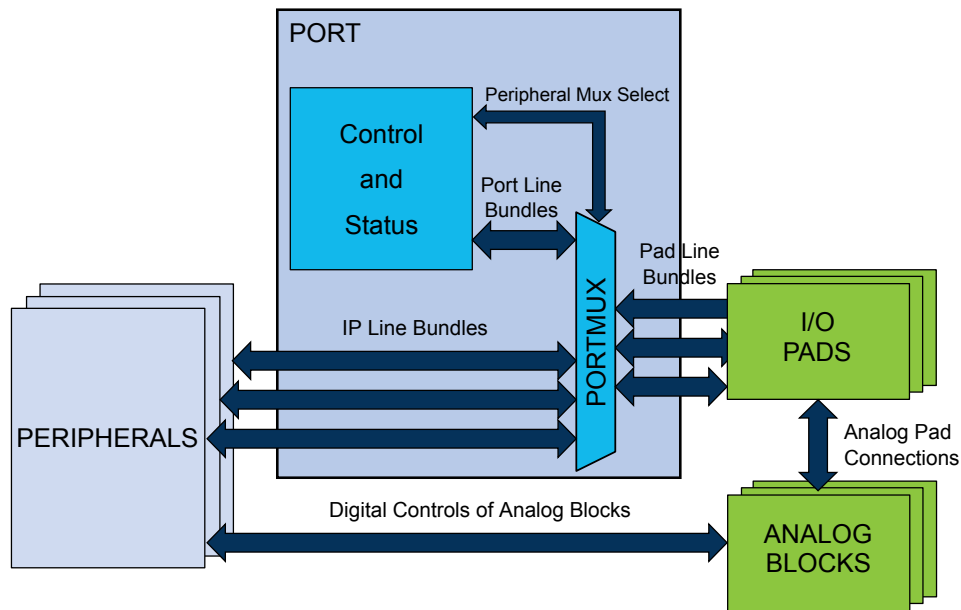 PORT
Peripheral Mux Select
Control
and
Status
Port Line
Bundles
Pad Line
Bundles
PORTMUX
IP Line Bundles
I/O
PADS
PERIPHERALS
Analog Pad
Connections
Digital Controls of Analog Blocks
ANALOG
BLOCKS